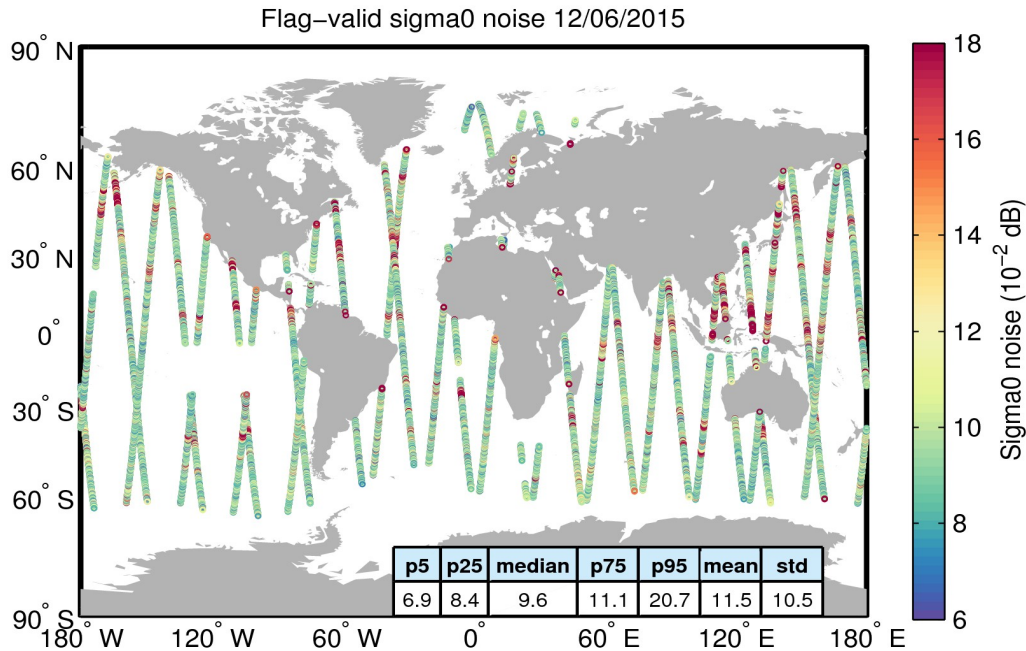 Flag−valid sigma0 noise 12/06/2015
90° N
60° N
30° N
0°
30° S
60° S
90° S
180° W
120° W
60° W
0°
60° E
120° E
180° E
p5 p25 median p75 p95 mean std
6.9 8.4 9.6 11.1 20.7 11.5 10.5
18
16
14
12
10
8
6
Sigma0 noise (10⁻² dB)